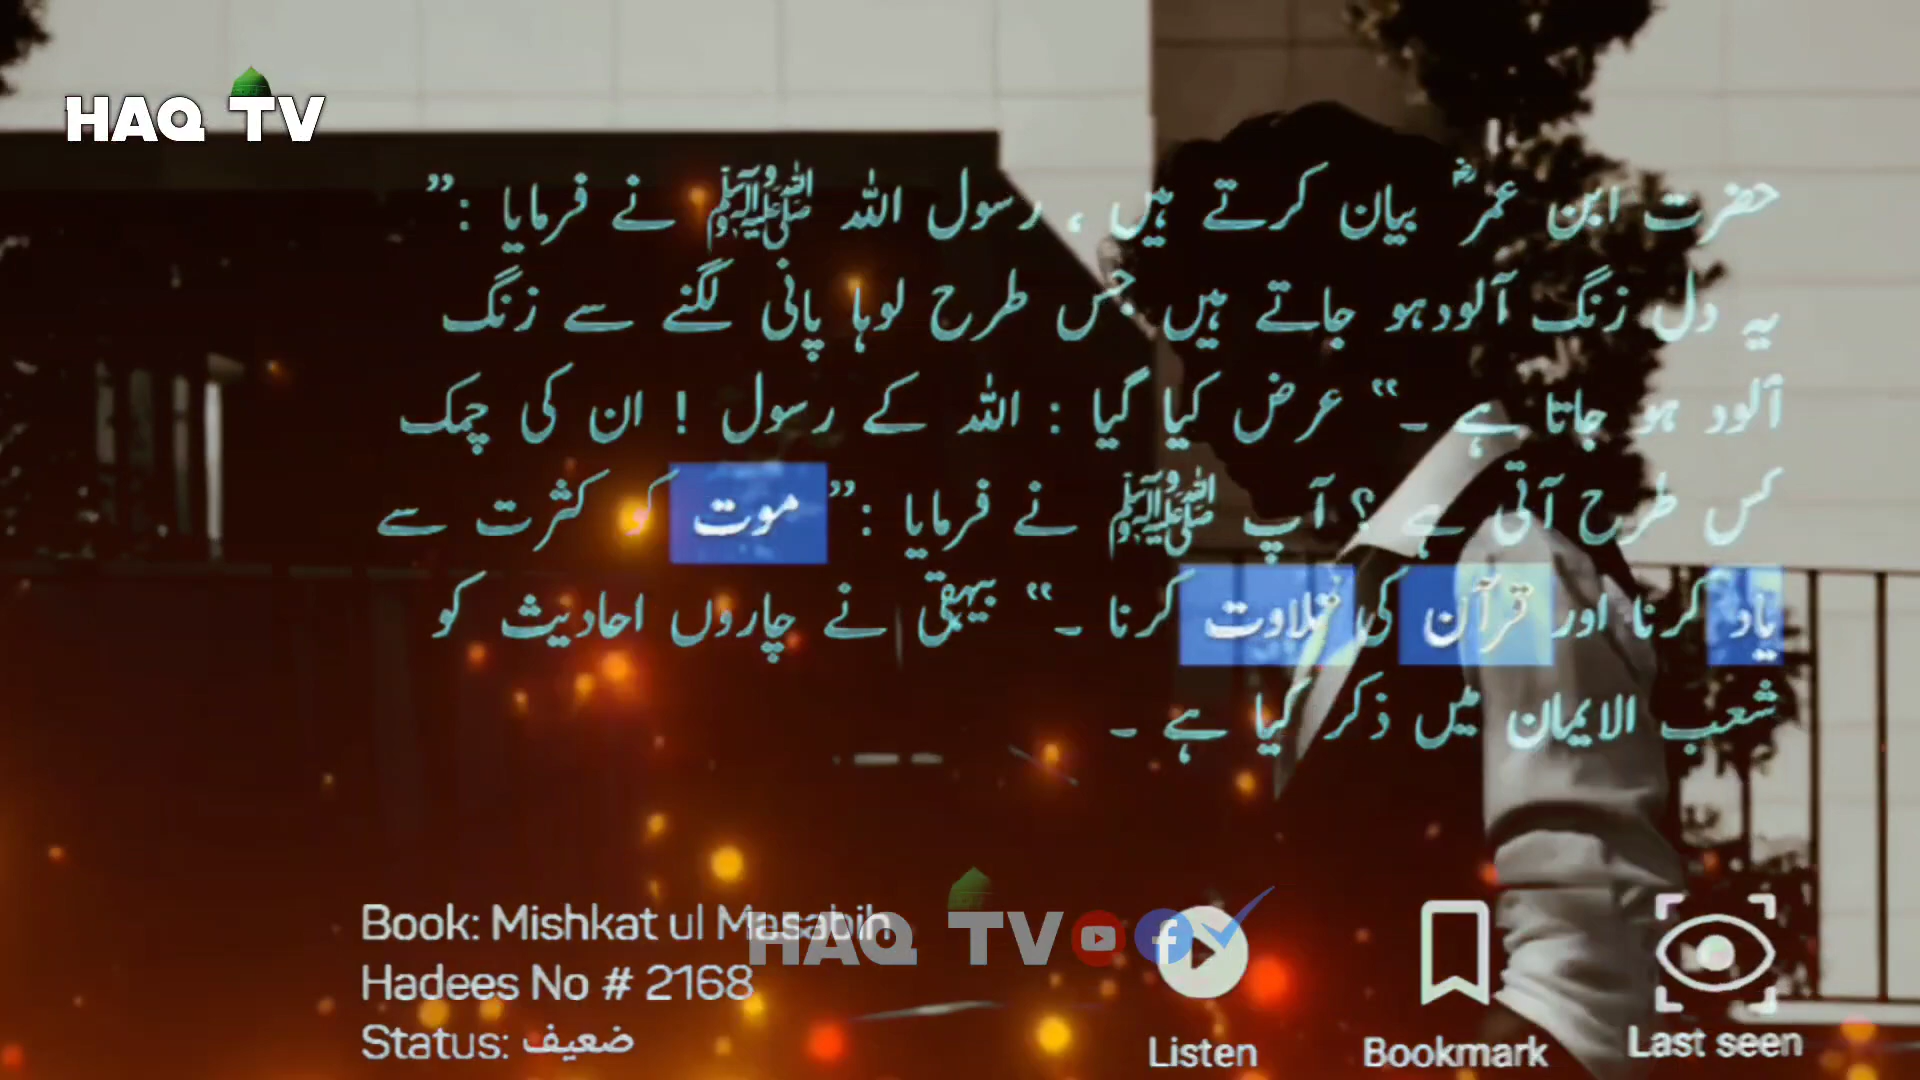 HAQ TV
حضرت ابن عمرؓ بیان کرتے ہیں ، رسول اللہ ﷺ نے فرمایا :’’
یہ دل زنگ آلودہو جاتے ہیں جس طرح لوہا پانی لگنے سے زنگ
آلود ہو جاتا ہے ۔‘‘ عرض کیا گیا : اللہ کے رسول ! ان کی چمک
کس طرح آتی ہے ؟ آپ ﷺ نے فرمایا :’’ موت کو کثرت سے
یاد کرنا اور قرآن کی تلاوت کرنا ۔‘‘ بیہقی نے چاروں احادیث کو
شعب الایمان میں ذکر کیا ہے ۔
Book: Mishkat ul Masabih
HAQ TV
Hadees No # 2168
Status: ضعیف
Listen
Bookmark
Last seen